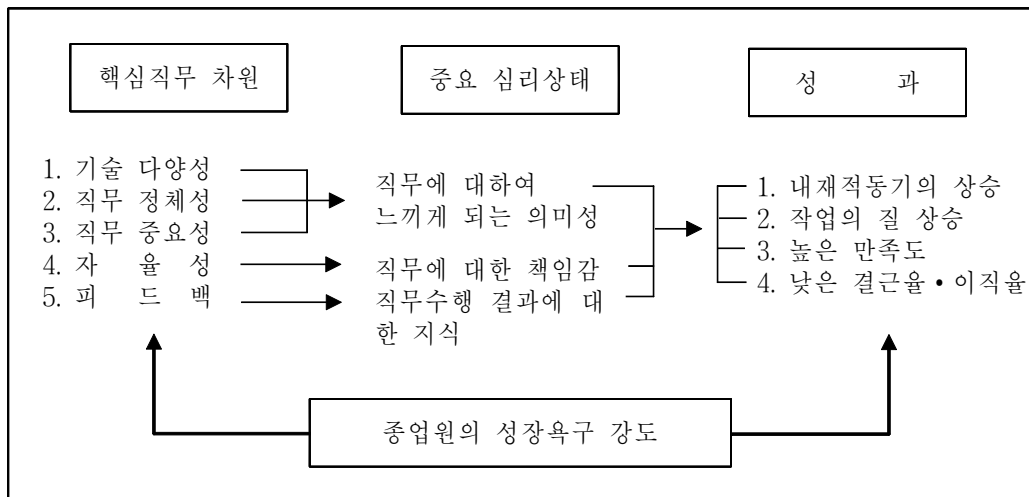 핵심직무 차원
중요 심리상태
성 과
1. 기술 다양성
2. 직무 정체성
3. 직무 중요성
4. 자 율 성
5. 피 드 백
직무에 대하여
느끼게 되는 의미성
직무에 대한 책임감
직무수행 결과에 대
한 지식
1. 내재적동기의 상승
2. 작업의 질 상승
3. 높은 만족도
4. 낮은 결근율·이직율
종업원의 성장욕구 강도